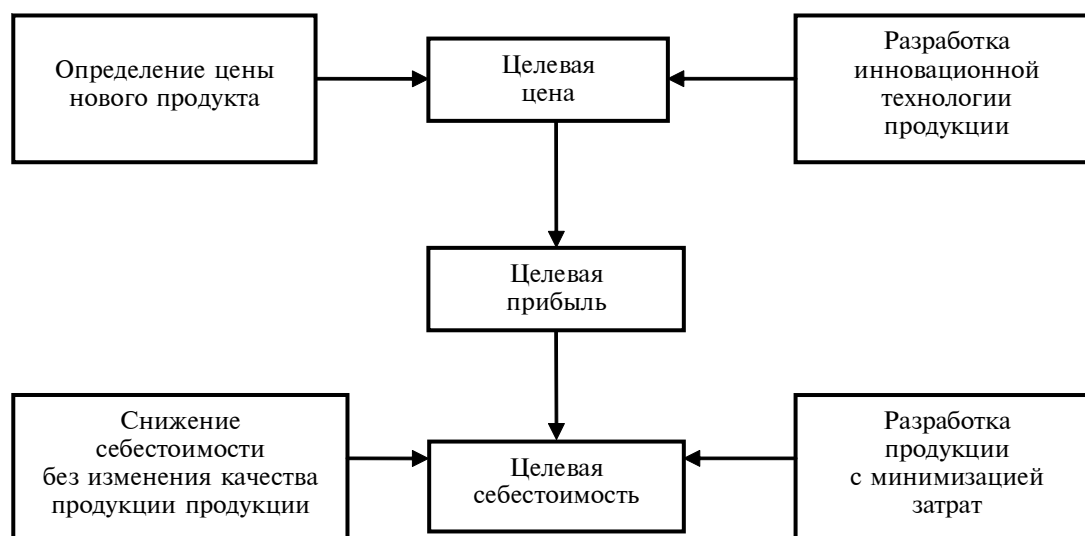 Определение цены
нового продукта
Целевая
цена
Разработка
инновационной
технологии
продукции
Целевая
прибыль
Снижение
себестоимости
без изменения качества
продукции продукции
Целевая
себестоимость
Разработка
продукции
с минимизацией
затрат